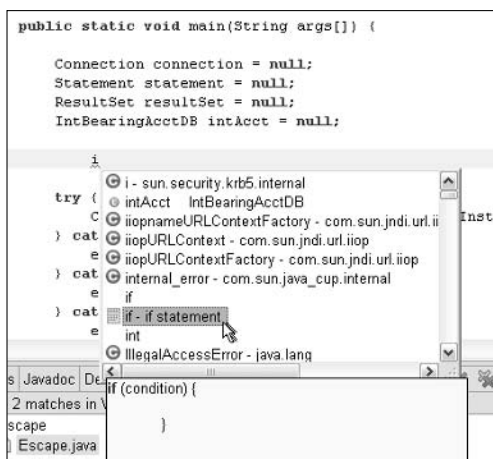 public static void main(String args[]) {
Connection connection = null;
Statement statement = null;
ResultSet resultSet = null;
IntBearingAcctDB intAcct = null;
i
i - sun.security.krb5.internal
intAcct IntBearingAcctDB
iiopnameURLContextFactory - com.sun.jndi.url.ii
iiopURLContext - com.sun.jndi.url.iiop
iiopURLContextFactory - com.sun.jndi.url.iiop
internal_error - com.sun.java_cup.internal
if
if - if statement
int
IllegalAccessError - java.lang
try {
C
Inst
} cat
e
} cat
e
} cat
e
s Javadoc De
2 matches in
scape
Escape.java
if (condition) {
}